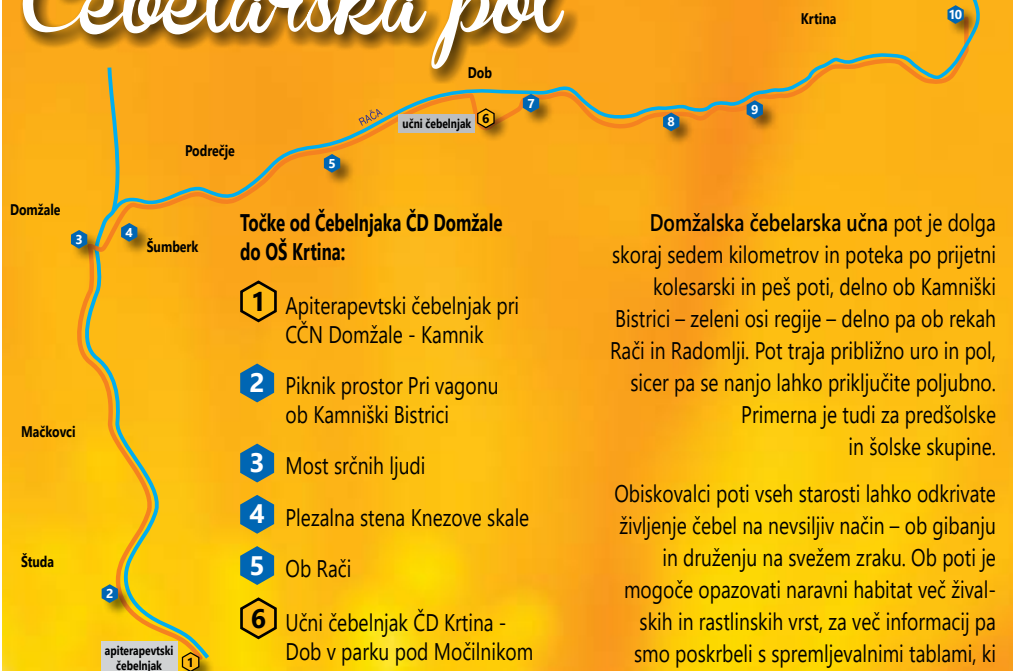 Čebelarska pot
Krtina
10
Dob
RAČA
učni čebelnjak
6
7
8
9
Podrečje
5
Domžale
3
4
Šumberk
Mačkovci
Študa
2
apiterapevtski
čebelnjak
1
Točke od Čebelnjaka ČD Domžale
do OŠ Krtina:
1 Apiterapevtski čebelnjak pri
CČN Domžale - Kamnik
2 Piknik prostor Pri vagonu
ob Kamniški Bistrici
3 Most srčnih ljudi
4 Plezalna stena Knezove skale
5 Ob Rači
6 Učni čebelnjak ČD Krtina -
Dob v parku pod Močilnikom
Domžalska čebelarska učna pot je dolga
skoraj sedem kilometrov in poteka po prijetni
kolesarski in peš poti, delno ob Kamniški
Bistrici – zeleni osi regije – delno pa ob rekah
Rači in Radomlji. Pot traja približno uro in pol,
sicer pa se nanjo lahko priključite poljubno.
Primerna je tudi za predšolske
in šolske skupine.
Obiskovalci poti vseh starosti lahko odkrivate
življenje čebel na nevsiljiv način – ob gibanju
in druženju na svežem zraku. Ob poti je
mogoče opazovati naravni habitat več žival-
skih in rastlinskih vrst, za več informacij pa
smo poskrbeli s spremljevalnimi tablami, ki